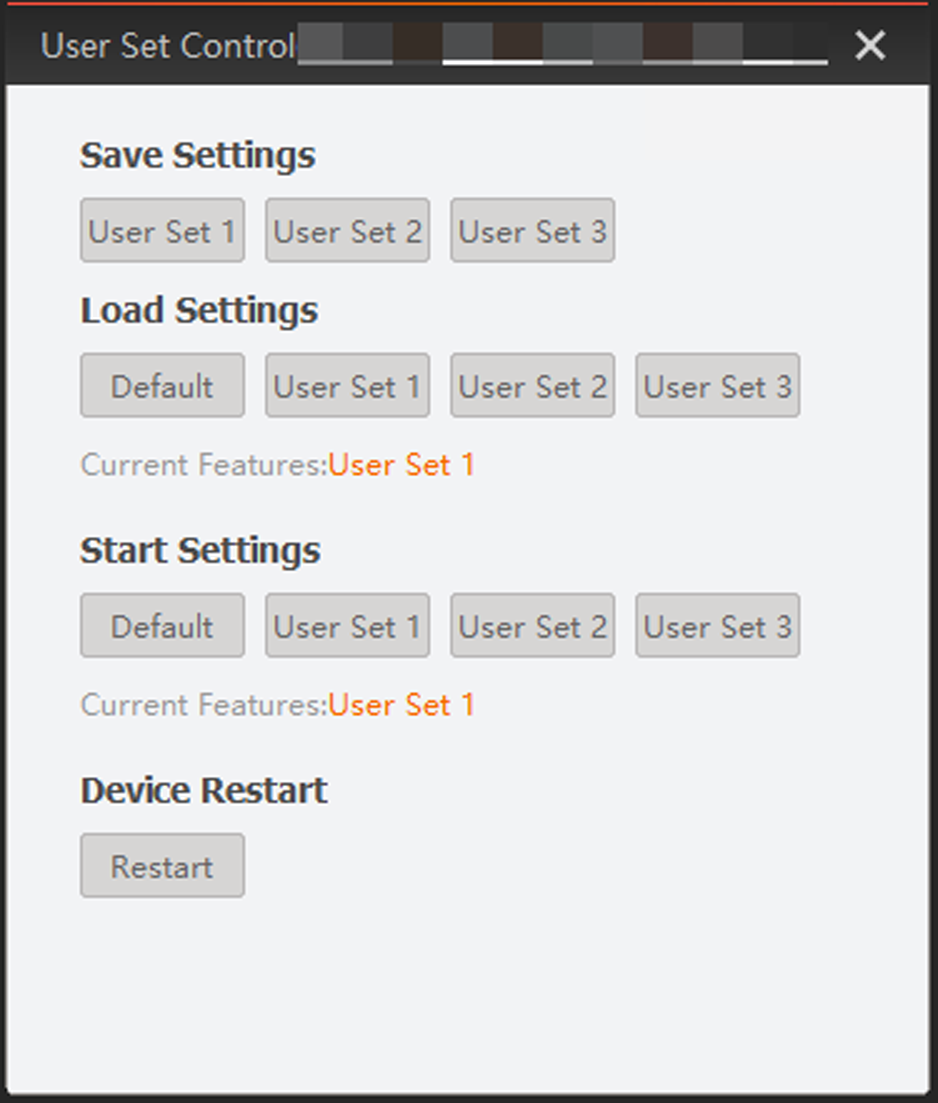 User Set Control
Save Settings
User Set 1 User Set 2 User Set 3
Load Settings
Default User Set 1 User Set 2 User Set 3
Current Features:User Set 1
Start Settings
Default User Set 1 User Set 2 User Set 3
Current Features:User Set 1
Device Restart
Restart